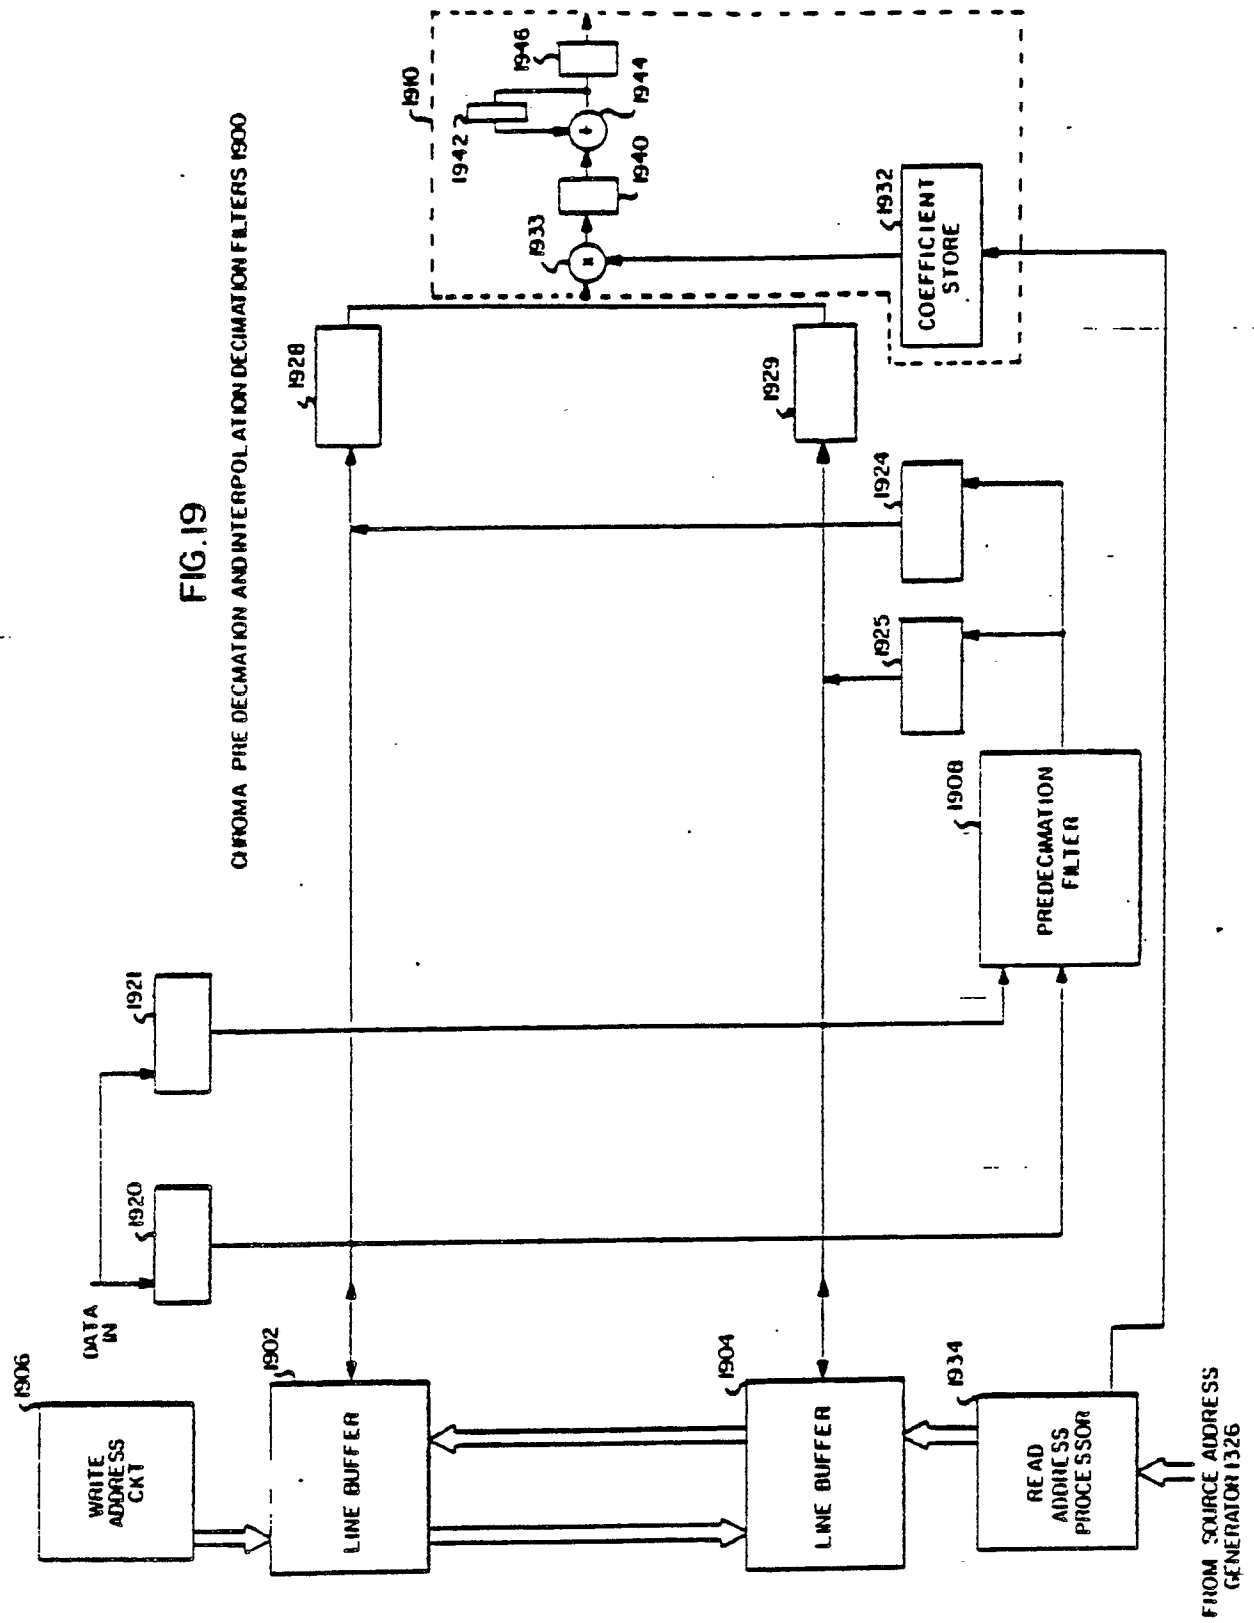 FIG.19
CHROMA PRE DECMATION AND INTERPOLATION DECIMATION FILTERS 1900
1906
WRITE
ADDRESS
CKT
DATA
IN
1920
1921
1902
LINE BUFFER
1904
LINE BUFFER
1934
READ
ADDRESS
PROCESSOR
FROM SOURCE ADDRESS
GENERATOR 1326
1908
PREDECIMATION
FILTER
1925
1924
1928
1929
1910
1933
×
1940
1942
+
1944
1946
1932
COEFFICIENT
STORE